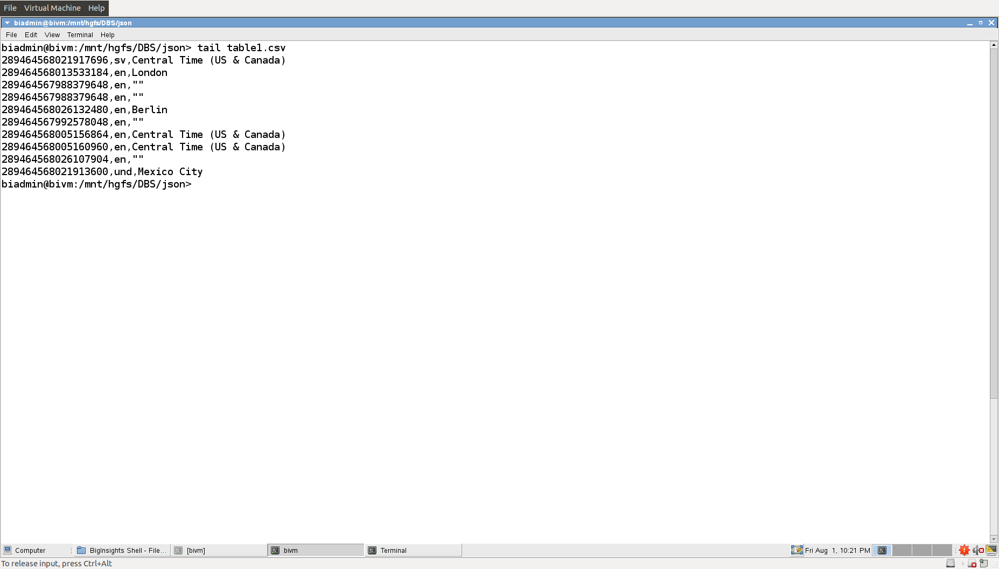 File Virtual Machine Help
biadmin@bivm:/mnt/hgfs/DBS/json
File Edit View Terminal Help
biadmin@bivm:/mnt/hgfs/DBS/json> tail table1.csv
289464568021917696,sv,Central Time (US & Canada)
289464568013533184,en,London
289464567988379648,en,""
289464567988379648,en,""
289464568026132480,en,Berlin
289464567992578048,en,""
289464568005156864,en,Central Time (US & Canada)
289464568005160960,en,Central Time (US & Canada)
289464568026107904,en,""
289464568021913600,und,Mexico City
biadmin@bivm:/mnt/hgfs/DBS/json>
Computer BigInsights Shell - File... [bivm] bivm Terminal Fri Aug 1, 10:21 PM
To release input, press Ctrl+Alt